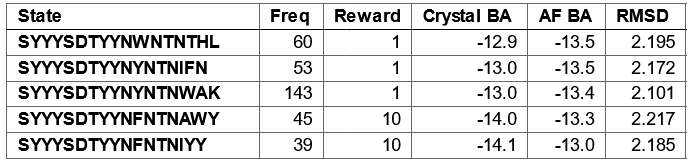 State Freq Reward Crystal BA AF BA RMSD
SYYYSDTYYNWNTNTHL 60 1 -12.9 -13.5 2.195
SYYYSDTYYNYNTNIFN 53 1 -13.0 -13.5 2.172
SYYYSDTYYNYNTNWAK 143 1 -13.0 -13.4 2.101
SYYYSDTYYNFNTNAWY 45 10 -14.0 -13.3 2.217
SYYYSDTYYNFNTNIYY 39 10 -14.1 -13.0 2.185